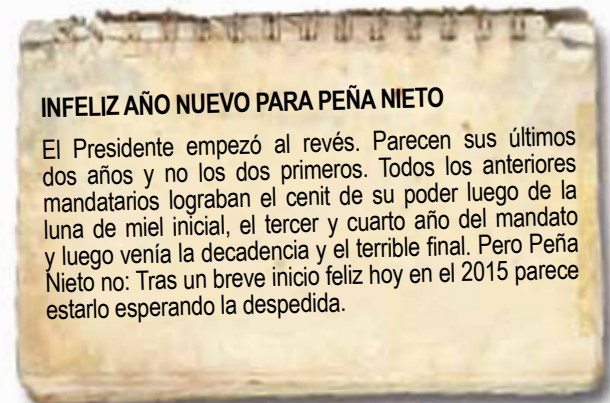 INFELIZ AÑO NUEVO PARA PEÑA NIETO
El Presidente empezó al revés. Parecen sus últimos
dos años y no los dos primeros. Todos los anteriores
mandatarios lograban el cenit de su poder luego de la
luna de miel inicial, el tercer y cuarto año del mandato
y luego venía la decadencia y el terrible final. Pero Peña
Nieto no: Tras un breve inicio feliz hoy en el 2015 parece
estarlo esperando la despedida.